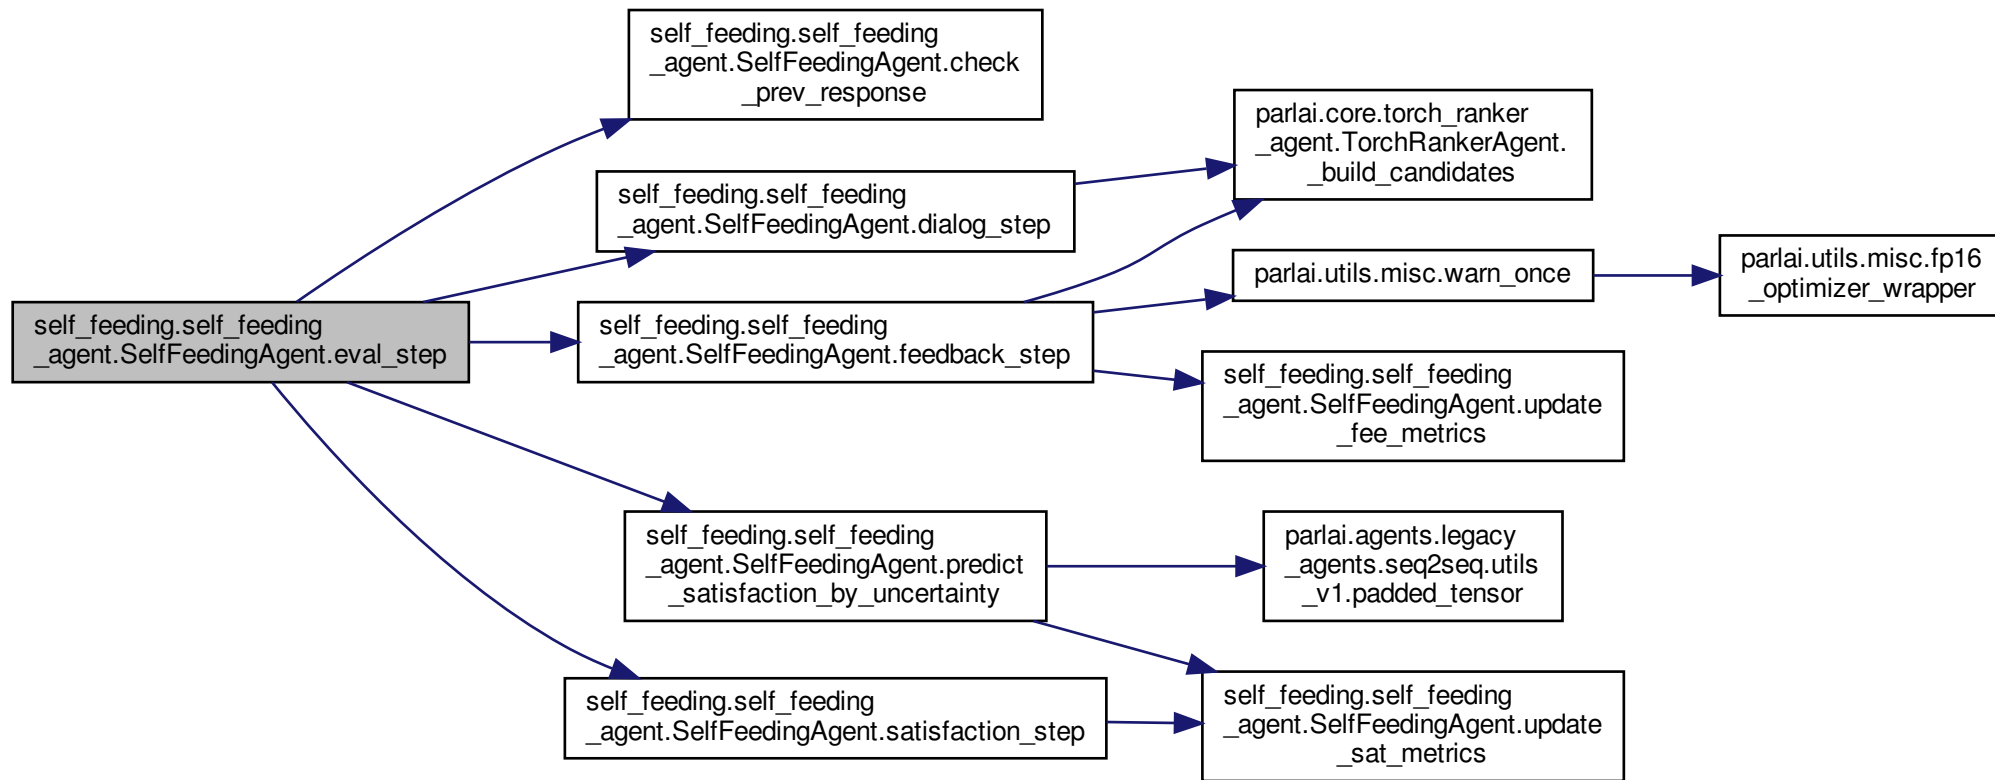 self_feeding.self_feeding
_agent.SelfFeedingAgent.eval_step
self_feeding.self_feeding
_agent.SelfFeedingAgent.check
_prev_response
self_feeding.self_feeding
_agent.SelfFeedingAgent.dialog_step
self_feeding.self_feeding
_agent.SelfFeedingAgent.feedback_step
self_feeding.self_feeding
_agent.SelfFeedingAgent.predict
_satisfaction_by_uncertainty
self_feeding.self_feeding
_agent.SelfFeedingAgent.satisfaction_step
parlai.core.torch_ranker
_agent.TorchRankerAgent.
_build_candidates
parlai.utils.misc.warn_once
self_feeding.self_feeding
_agent.SelfFeedingAgent.update
_fee_metrics
parlai.agents.legacy
_agents.seq2seq.utils
_v1.padded_tensor
self_feeding.self_feeding
_agent.SelfFeedingAgent.update
_sat_metrics
parlai.utils.misc.fp16
_optimizer_wrapper